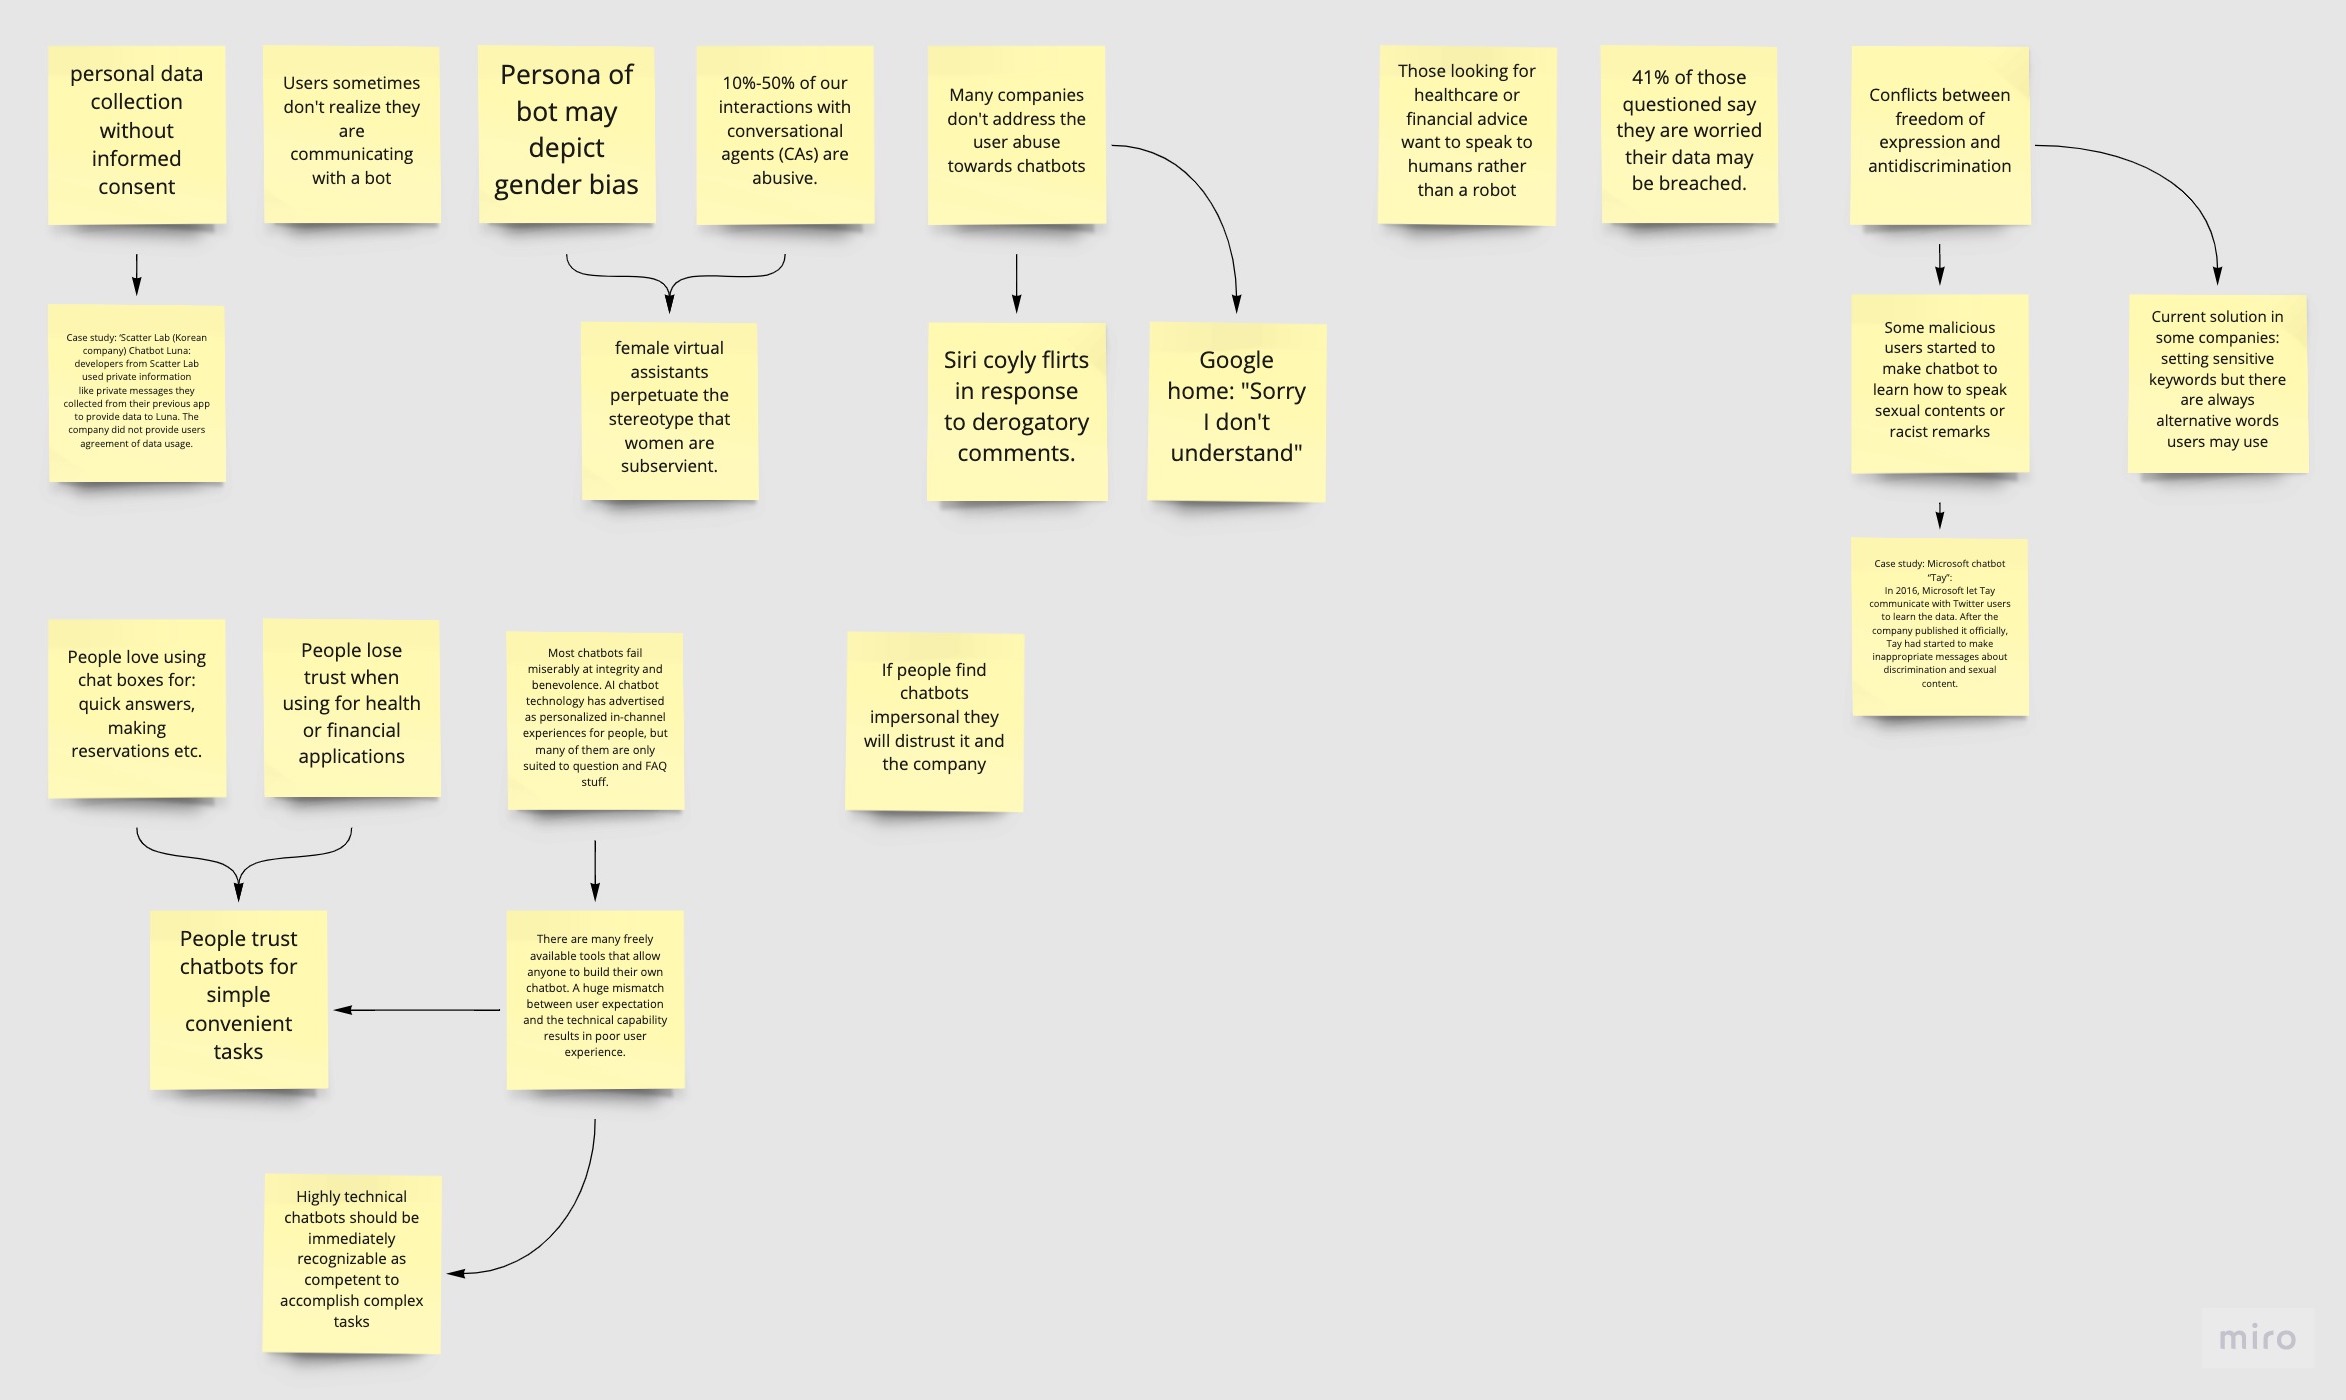 personal data
collection
without
informed
consent
Users sometimes
don't realize they
are
communicating
with a bot
Persona of
bot may
depict
gender bias
10%-50% of our
interactions with
conversational
agents (CAs) are
abusive.
Many companies
don't address the
user abuse
towards chatbots
Those looking for
healthcare or
financial advice
want to speak to
humans rather
than a robot
41% of those
questioned say
they are worried
their data may
be breached.
Conflicts between
freedom of
expression and
antidiscrimination
Case study: 'Scatter Lab (Korean
company) Chatbot Luna:
developers from Scatter Lab
used private information
like private messages they
collected from their previous app
to provide data to Luna. The
company did not provide users
agreement of data usage.
female virtual
assistants
perpetuate the
stereotype that
women are
subservient.
Siri coyly flirts
in response
to derogatory
comments.
Google
home: "Sorry
I don't
understand"
Some malicious
users started to
make chatbot to
learn how to speak
sexual contents or
racist remarks
Current solution in
some companies:
setting sensitive
keywords but there
are always
alternative words
users may use
Case study: Microsoft chatbot
“Tay”:
In 2016, Microsoft let Tay
communicate with Twitter users
to learn the data. After the
company published it officially,
Tay had started to make
inappropriate messages about
discrimination and sexual
content.
People love using
chat boxes for:
quick answers,
making
reservations etc.
People lose
trust when
using for health
or financial
applications
Most chatbots fail
miserably at integrity and
benevolence. AI chatbot
technology has advertised
as personalized in-channel
experiences for people, but
many of them are only
suited to question and FAQ
stuff.
If people find
chatbots
impersonal they
will distrust it and
the company
People trust
chatbots for
simple
convenient
tasks
There are many freely
available tools that allow
anyone to build their own
chatbot. A huge mismatch
between user expectation
and the technical capability
results in poor user
experience.
Highly technical
chatbots should be
immediately
recognizable as
competent to
accomplish complex
tasks
miro